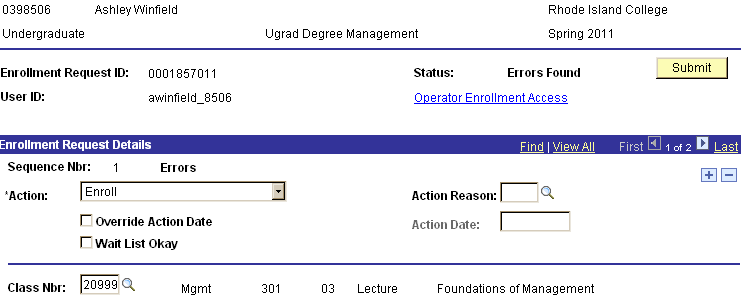 0398506 Ashley Winfield Rhode Island College
Undergraduate Ugrad Degree Management Spring 2011
Enrollment Request ID: 0001857011 Status: Errors Found Submit
User ID: awinfield_8506 Operator Enrollment Access
Enrollment Request Details Find | View All First 1 of 2 Last
Sequence Nbr: 1 Errors
*Action: Enroll Action Reason:
Override Action Date Action Date:
Wait List Okay
Class Nbr: 20999 Mgmt 301 03 Lecture Foundations of Management